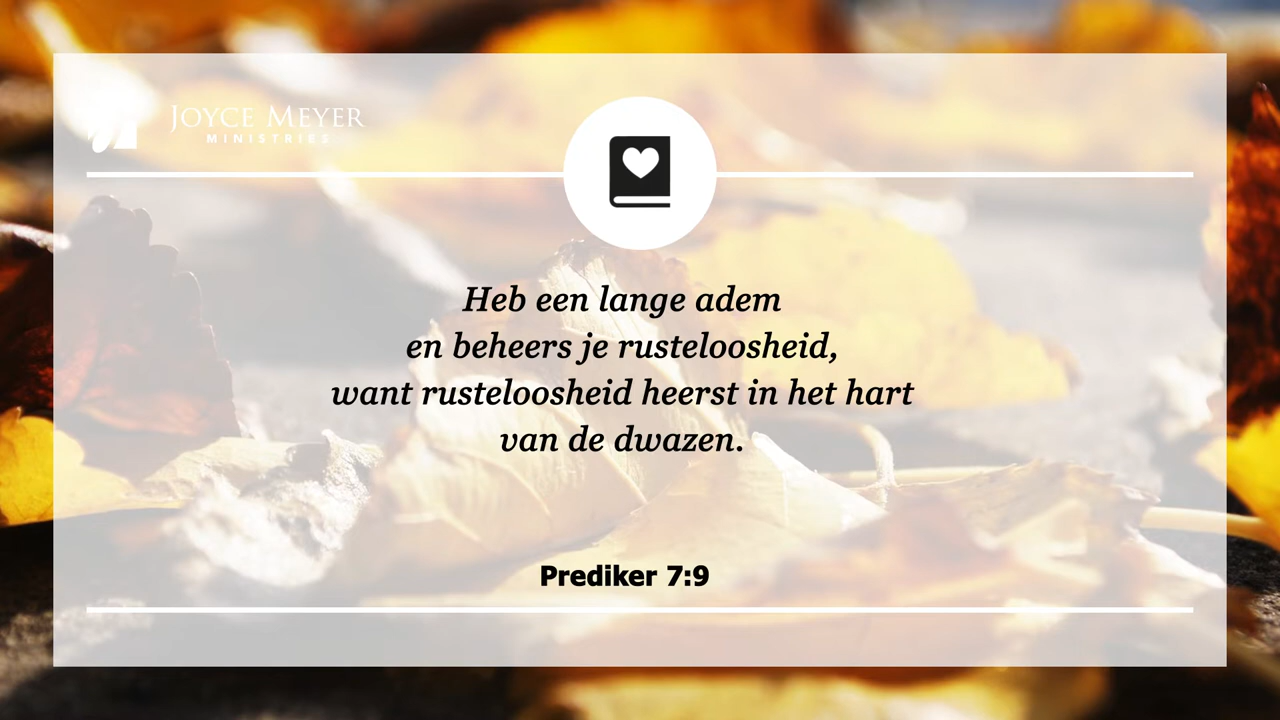 JOYCE MEYER
MINISTRIES
Heb een lange adem
en beheers je rusteloosheid,
want rusteloosheid heerst in het hart
van de dwazen.
Prediker 7:9